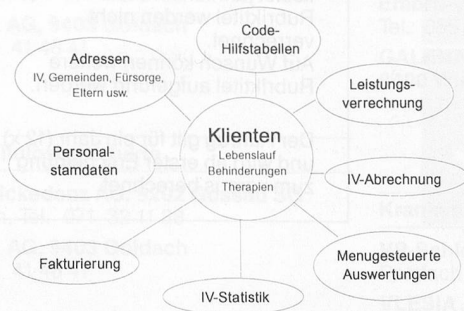 Code-
Hilfstabellen
Adressen
IV, Gemeinden, Fürsorge,
Eltern usw.
Leistungs-
verrechnung
Klienten
Lebenslauf
Behinderungen
Therapien
Personal-
stamdaten
IV-Abrechnung
Fakturierung
Menugesteuerte
Auswertungen
IV-Statistik